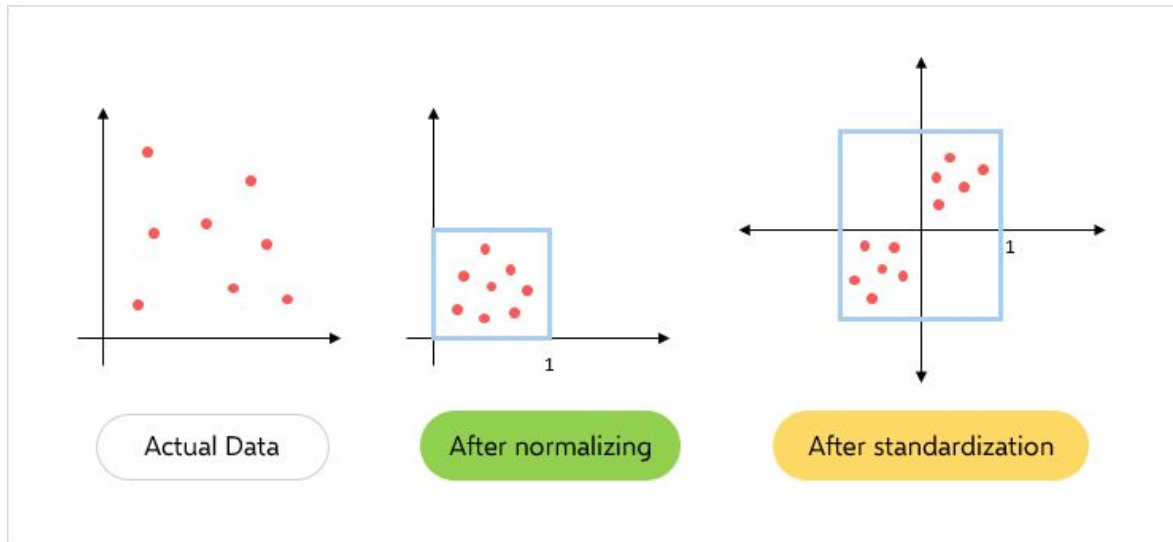 1
1
Actual Data
After normalizing
After standardization